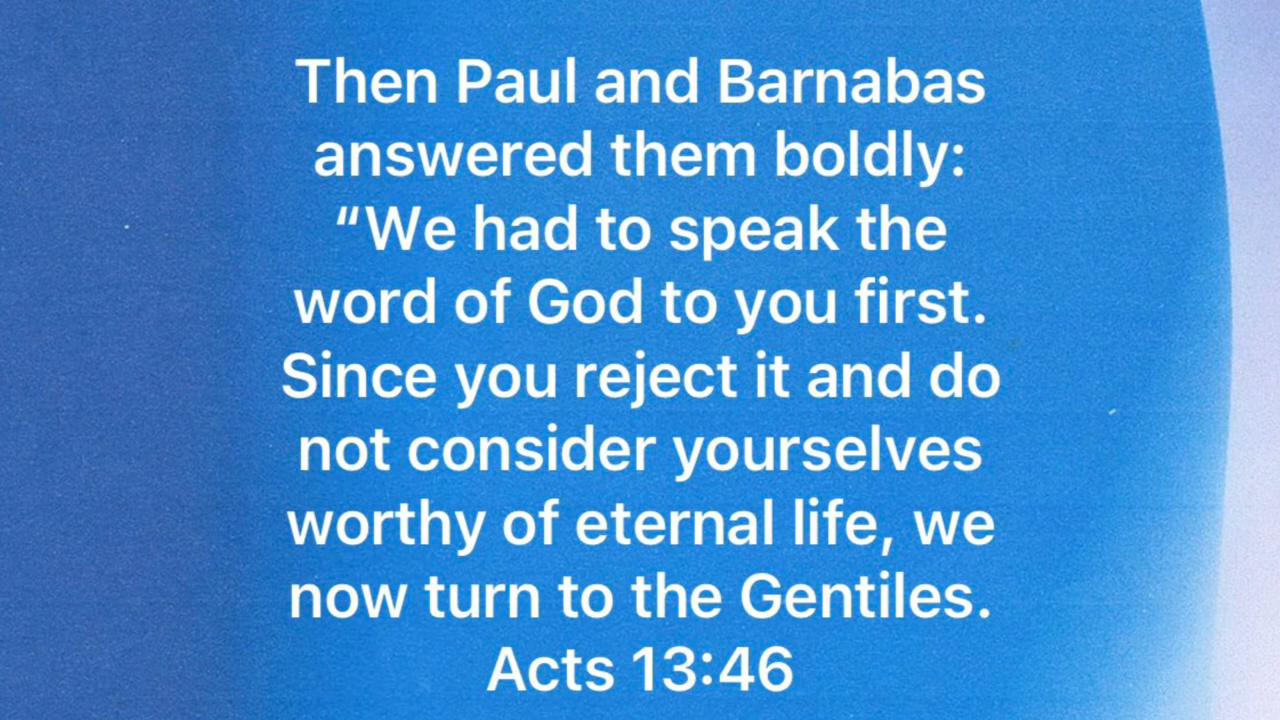 Then Paul and Barnabas
answered them boldly:
“We had to speak the
word of God to you first.
Since you reject it and do
not consider yourselves
worthy of eternal life, we
now turn to the Gentiles.
Acts 13:46